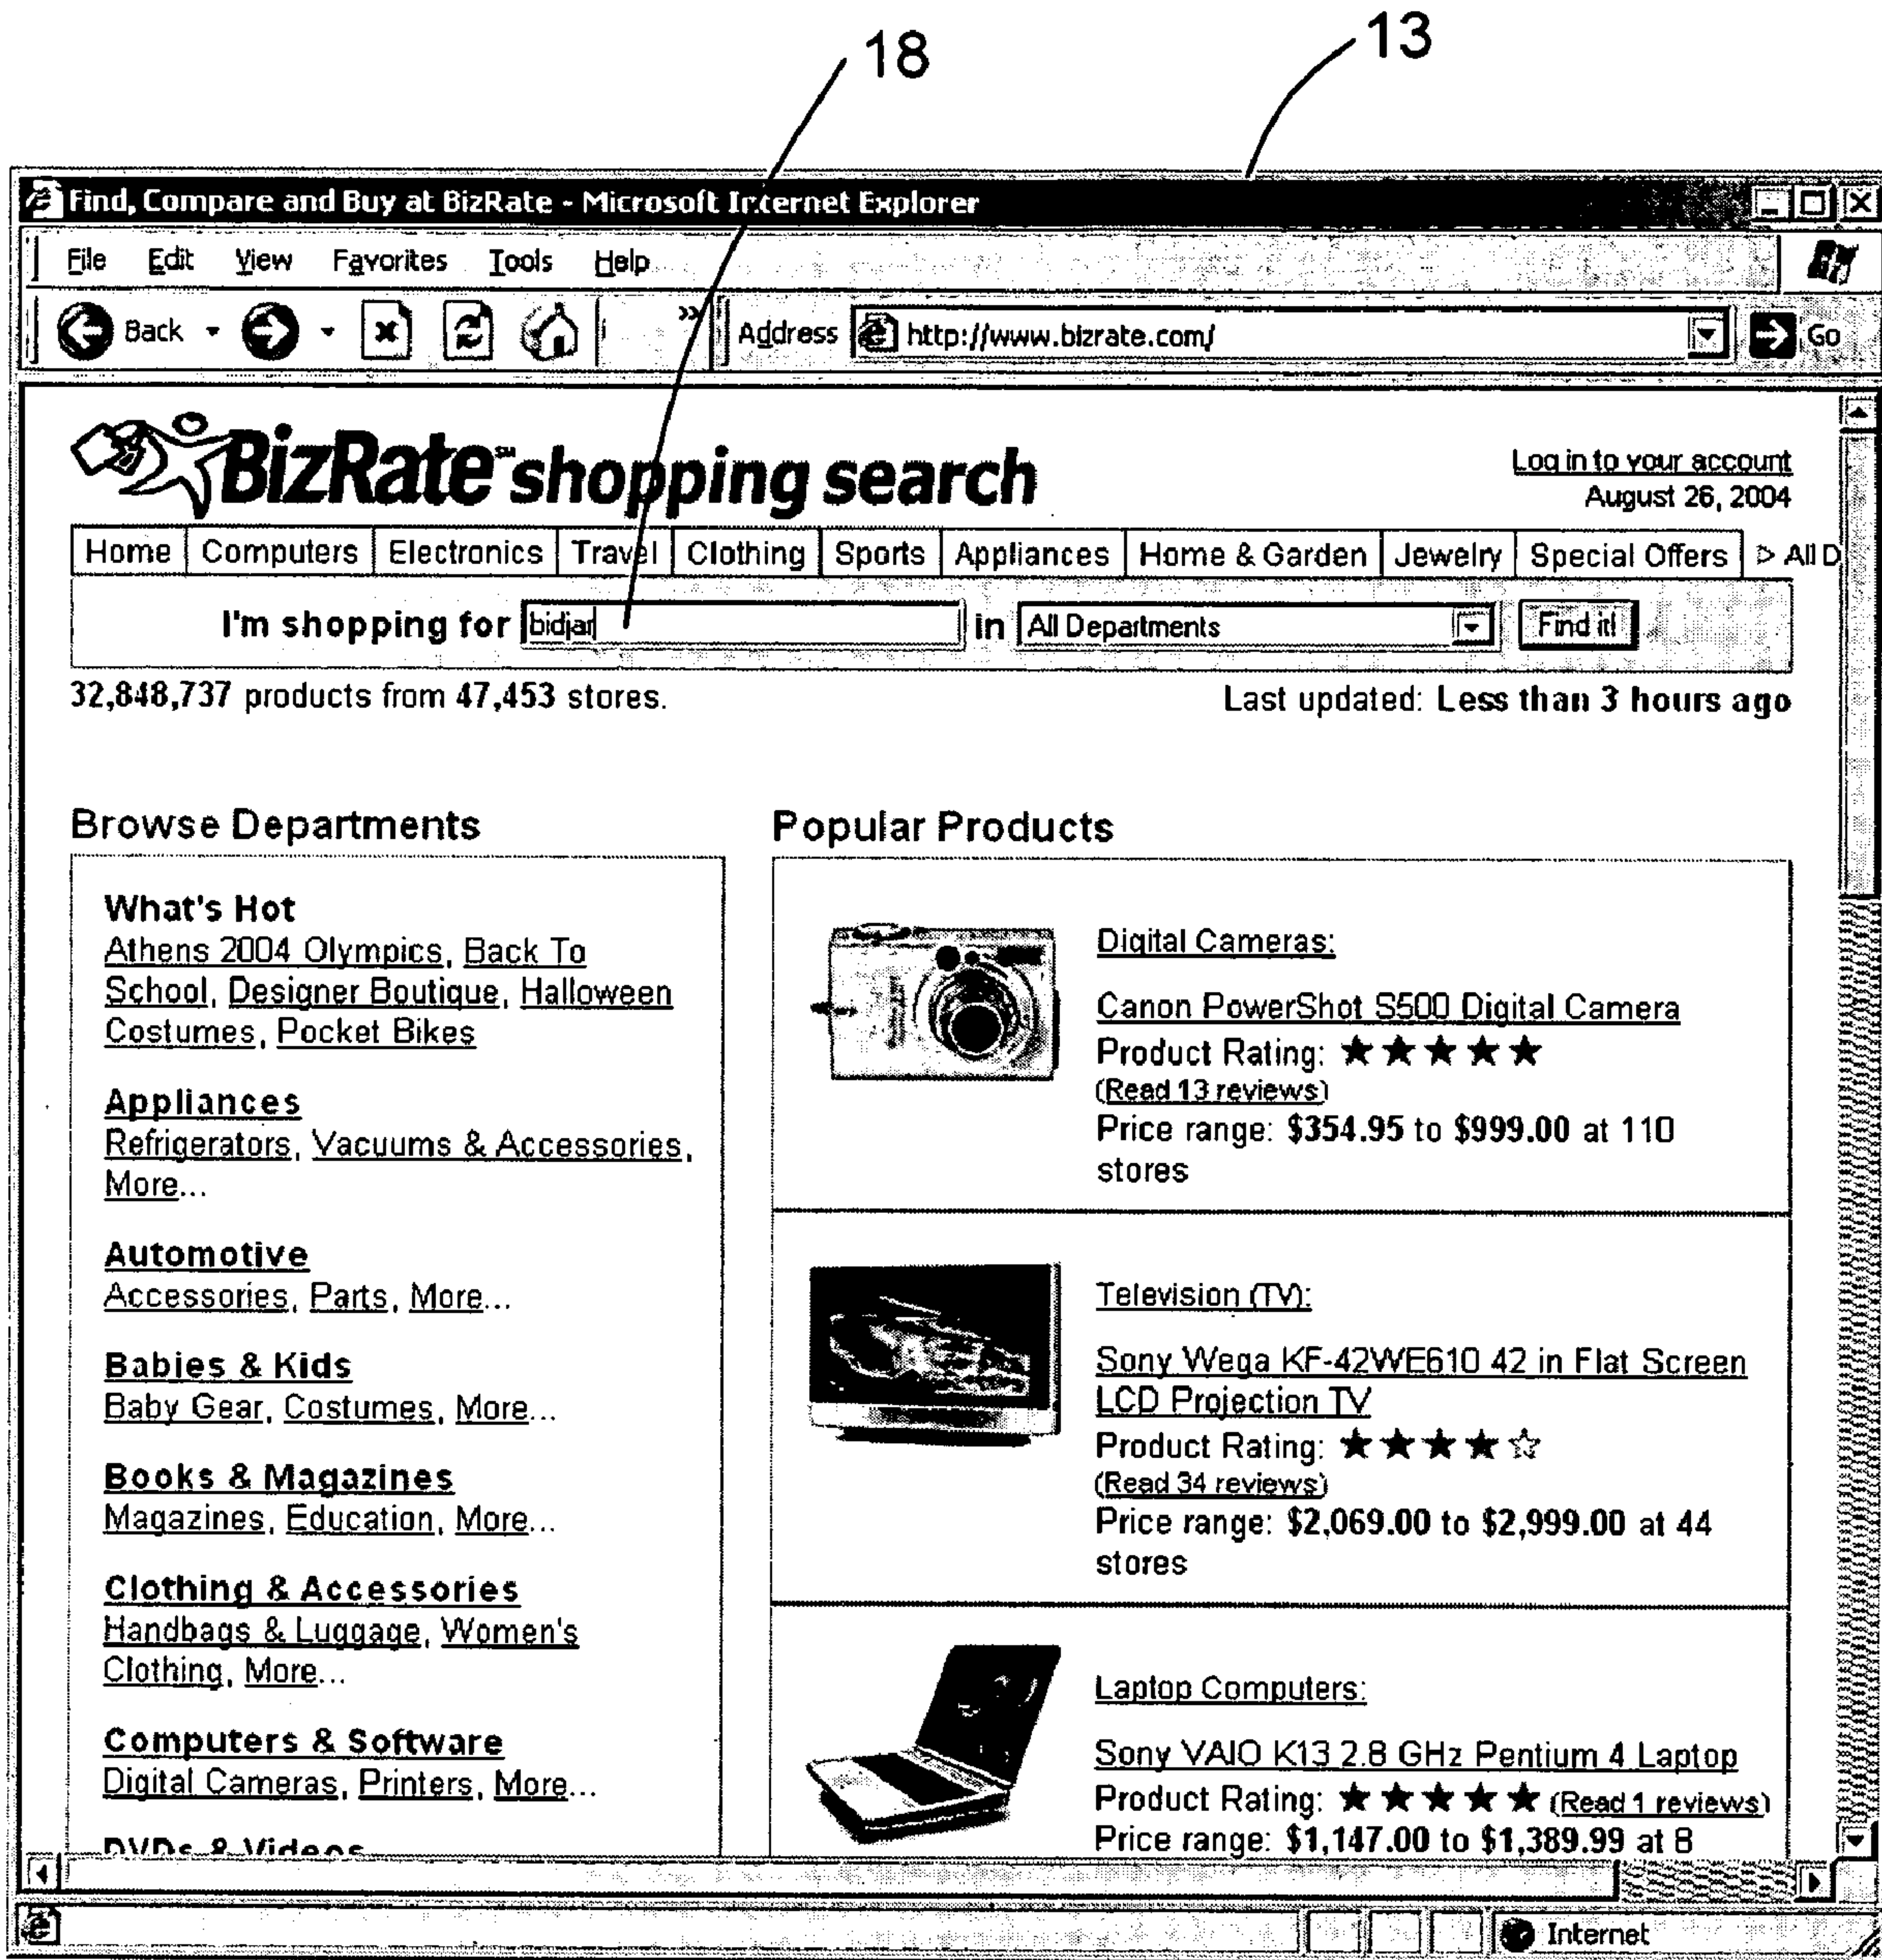 18
13
Find, Compare and Buy at BizRate - Microsoft Internet Explorer
File Edit View Favorites Tools Help
Back » Address http://www.bizrate.com/ Go
BizRate℠ shopping search
Log in to your account
August 26, 2004
Home Computers Electronics Travel Clothing Sports Appliances Home & Garden Jewelry Special Offers > All D
I'm shopping for bidjar in All Departments Find it!
32,848,737 products from 47,453 stores.
Last updated: Less than 3 hours ago
Browse Departments
What's Hot
Athens 2004 Olympics, Back To
School, Designer Boutique, Halloween
Costumes, Pocket Bikes
Appliances
Refrigerators, Vacuums & Accessories,
More...
Automotive
Accessories, Parts, More...
Babies & Kids
Baby Gear, Costumes, More...
Books & Magazines
Magazines, Education, More...
Clothing & Accessories
Handbags & Luggage, Women's
Clothing, More...
Computers & Software
Digital Cameras, Printers, More...
DVDs & Videos
Popular Products
Digital Cameras:
Canon PowerShot S500 Digital Camera
Product Rating: ★★★★★
(Read 13 reviews)
Price range: $354.95 to $999.00 at 110
stores
Television (TV):
Sony Wega KF-42WE610 42 in Flat Screen
LCD Projection TV
Product Rating: ★★★★☆
(Read 34 reviews)
Price range: $2,069.00 to $2,999.00 at 44
stores
Laptop Computers:
Sony VAIO K13 2.8 GHz Pentium 4 Laptop
Product Rating: ★★★★★ (Read 1 reviews)
Price range: $1,147.00 to $1,389.99 at 8
Internet